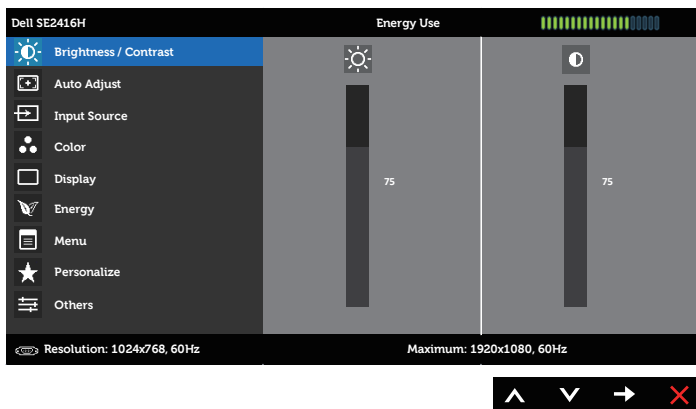 Dell SE2416H Energy Use
Brightness / Contrast
Auto Adjust
Input Source
Color
Display
75 75
Energy
Menu
Personalize
Others
Resolution: 1024x768, 60Hz Maximum: 1920x1080, 60Hz